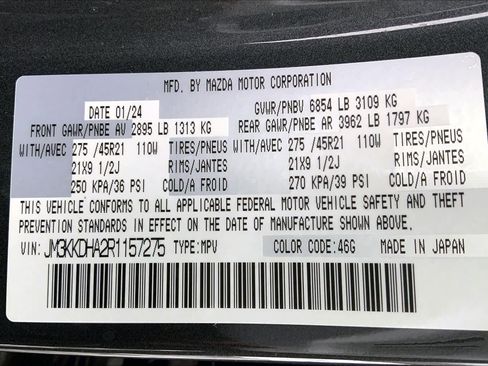 MFD. BY MAZDA MOTOR CORPORATION
DATE 01/24 GVWR/PNBV 6854 LB 3109 KG
FRONT GAWR/PNBE AV 2895 LB 1313 KG REAR GAWR/PNBE AR 3962 LB 1797 KG
WITH/AVEC 275 /45R21 110W TIRES/PNEUS WITH/AVEC 275 /45R21 110W TIRES/PNEUS
21X9 1/2J RIMS/JANTES 21X9 1/2J RIMS/JANTES
250 KPA/36 PSI COLD/A FROID 270 KPA/39 PSI COLD/A FROID
THIS VEHICLE CONFORMS TO ALL APPLICABLE FEDERAL MOTOR VEHICLE SAFETY AND THEFT
PREVENTION STANDARDS IN EFFECT ON THE DATE OF MANUFACTURE SHOWN ABOVE.
VIN: JM3KKDHA2R1157275 TYPE: MPV COLOR CODE: 46G MADE IN JAPAN